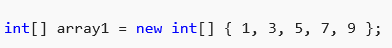 int[] array1 = new int[] { 1, 3, 5, 7, 9 };